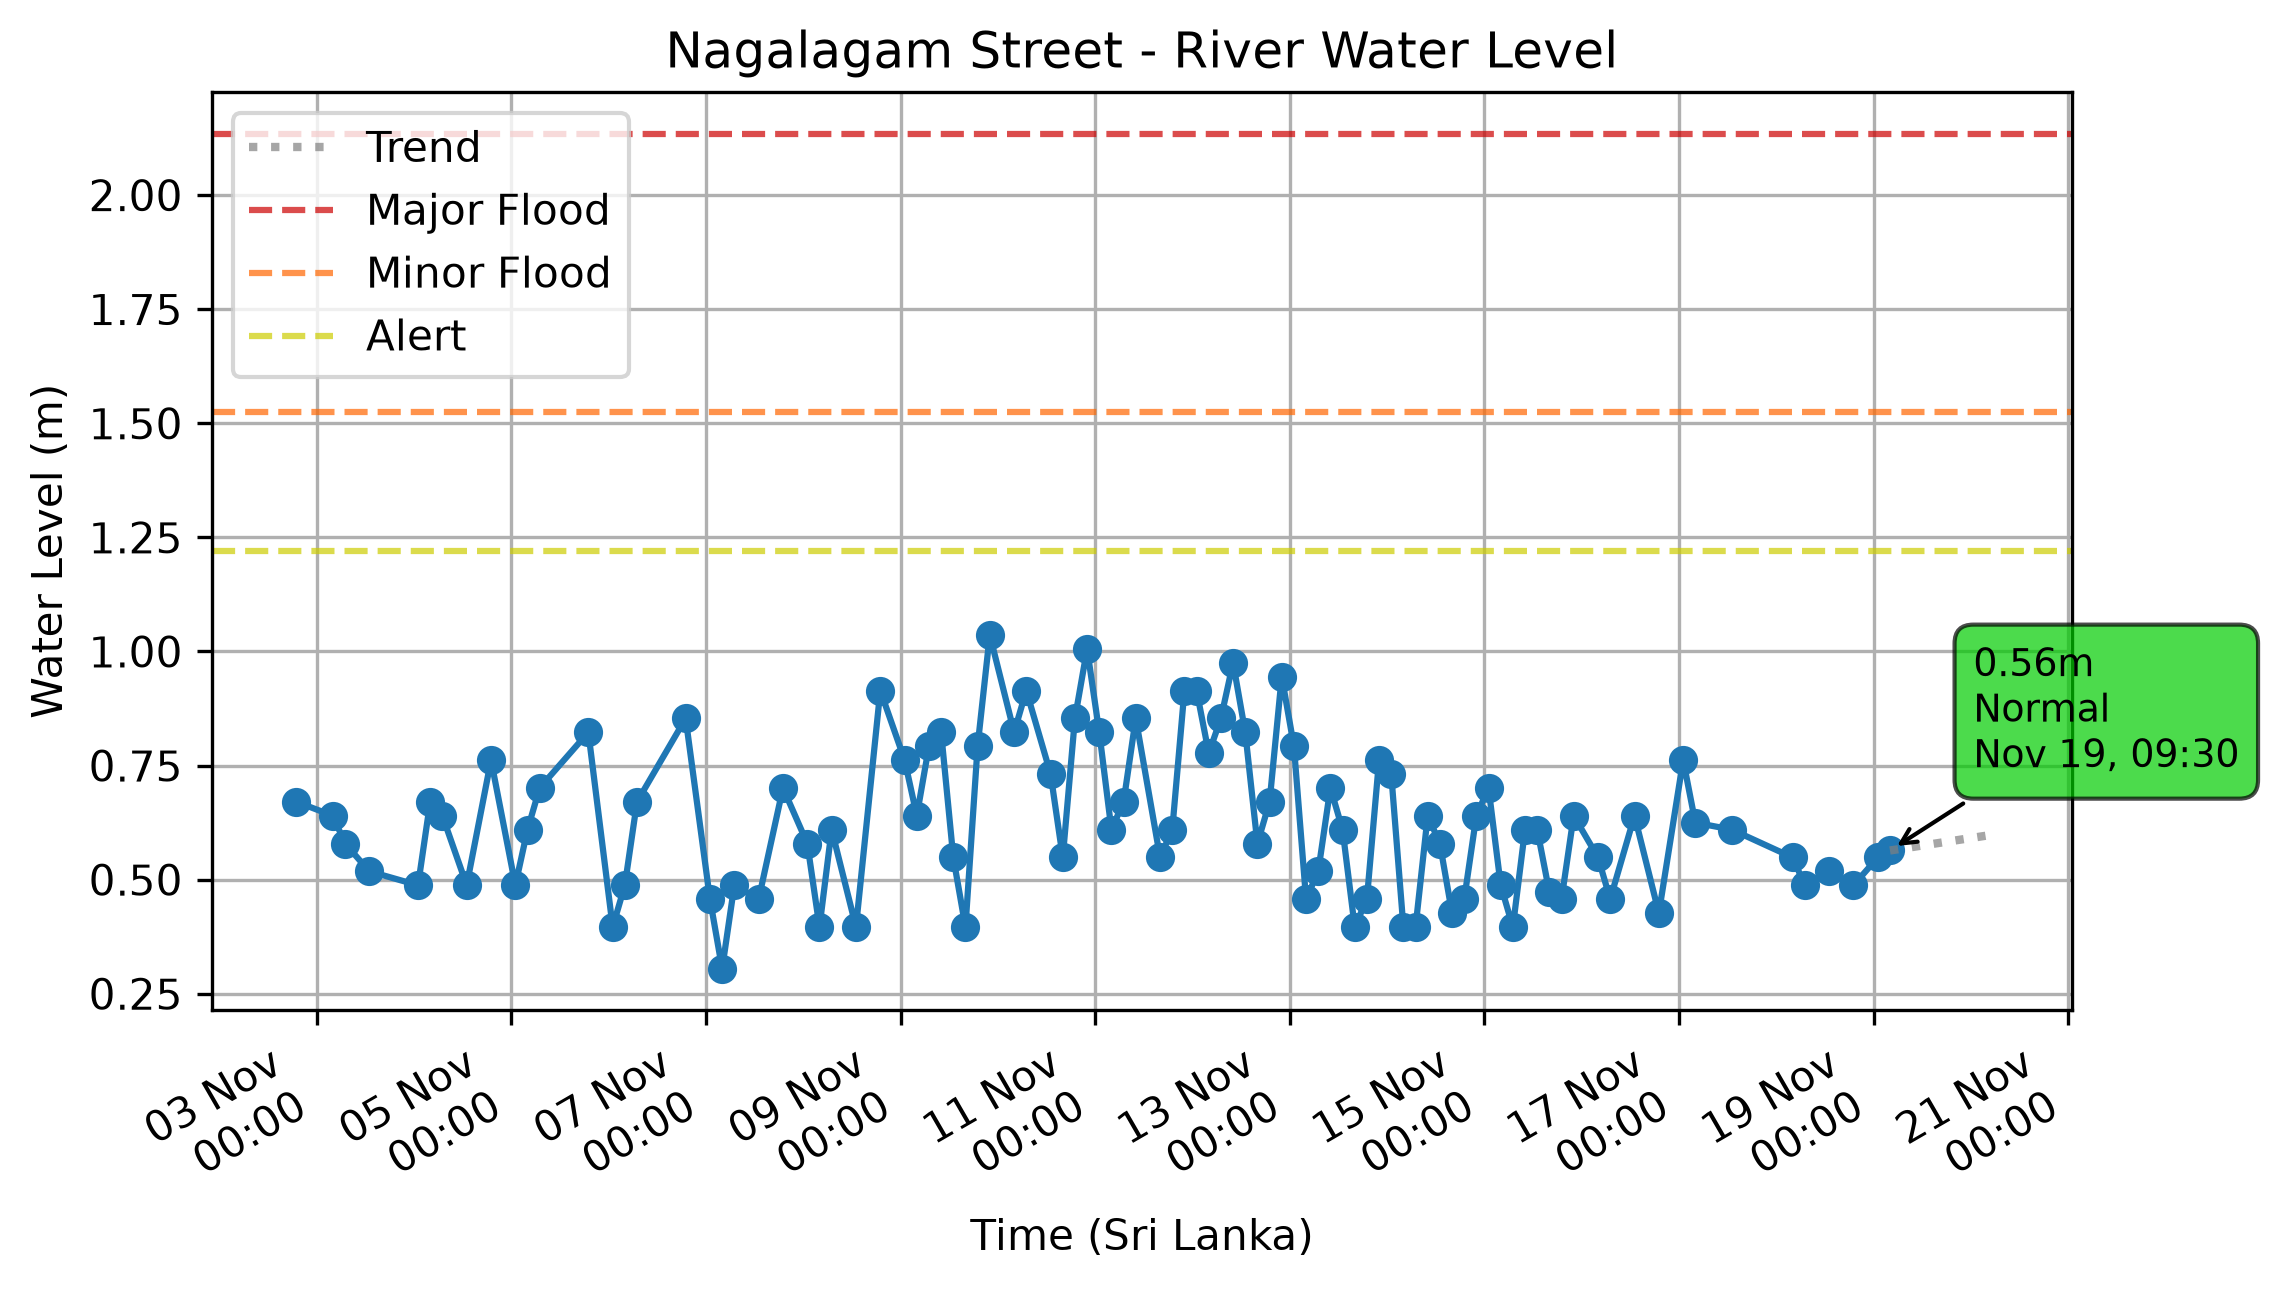 Nagalagam Street - River Water Level
Trend
Major Flood
Minor Flood
Alert
Water Level (m)
2.00
1.75
1.50
1.25
1.00
0.75
0.50
0.25
0.56m
Normal
Nov 19, 09:30
03 Nov
00:00
05 Nov
00:00
07 Nov
00:00
09 Nov
00:00
11 Nov
00:00
13 Nov
00:00
15 Nov
00:00
17 Nov
00:00
19 Nov
00:00
21 Nov
00:00
Time (Sri Lanka)